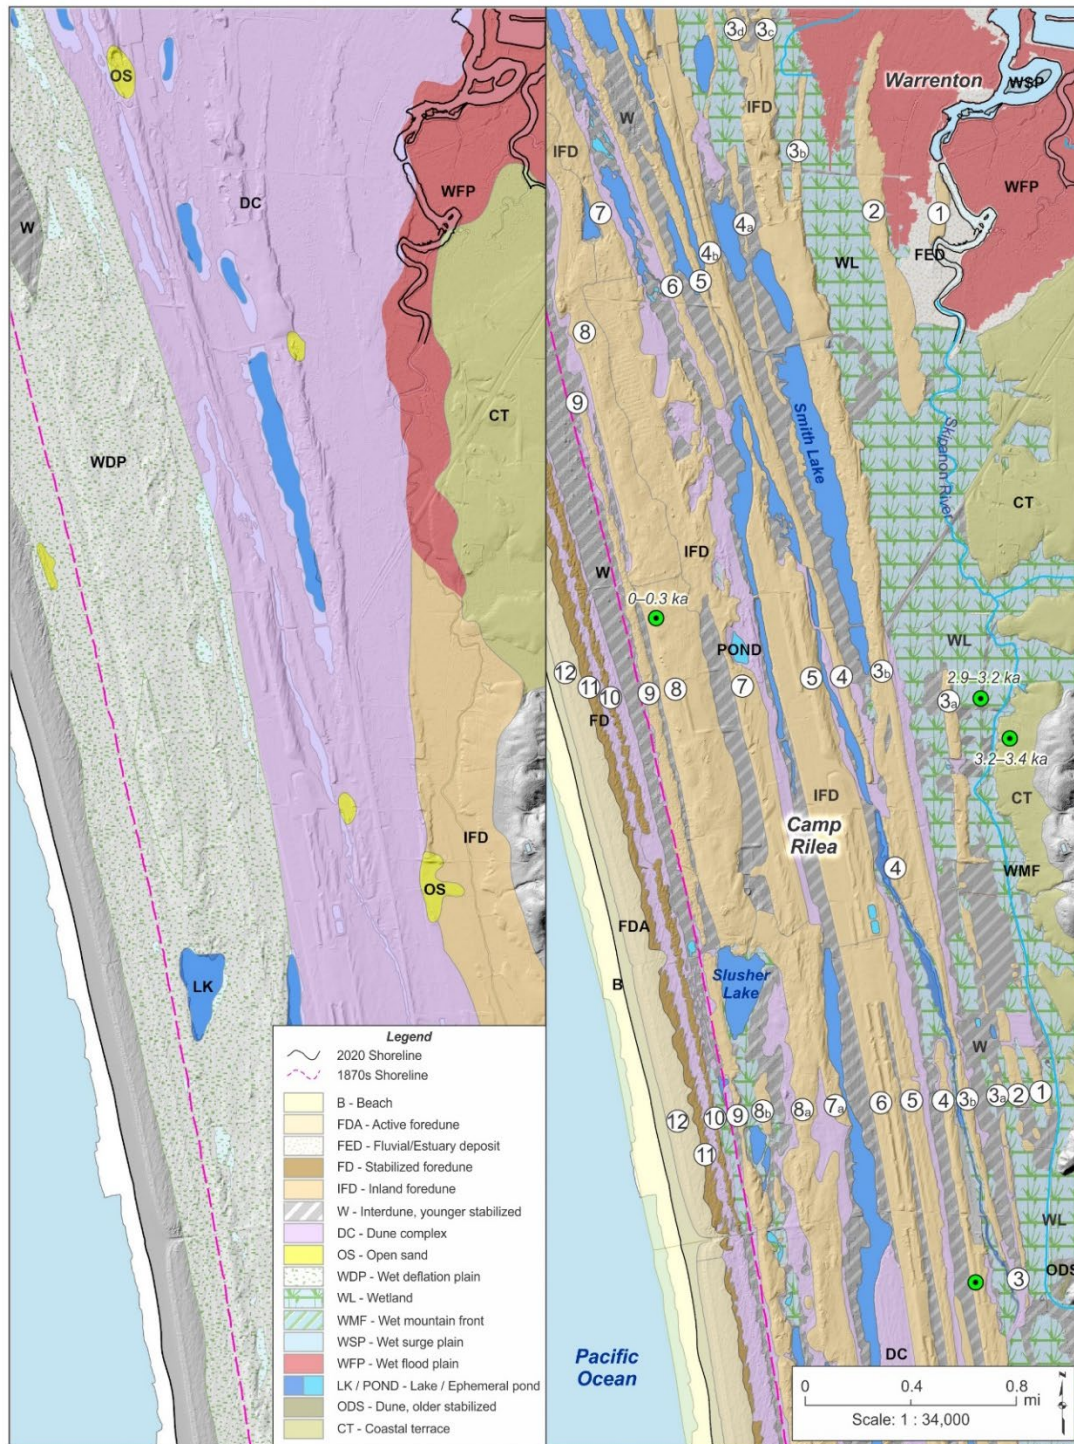 OS
DC
WFP
W
CT
WDP
IFD
OS
LK
Legend
2020 Shoreline
1870s Shoreline
B - Beach
FDA - Active foredune
FED - Fluvial/Estuary deposit
FD - Stabilized foredune
IFD - Inland foredune
W - Interdune, younger stabilized
DC - Dune complex
OS - Open sand
WDP - Wet deflation plain
WL - Wetland
WMF - Wet mountain front
WSP - Wet surge plain
WFP - Wet flood plain
LK / POND - Lake / Ephemeral pond
ODS - Dune, older stabilized
CT - Coastal terrace
3d 3c
Warrenton
WSP
IFD
W
IFD
3b
WFP
7
4a
2
1
FED
4b
WL
6
5
8
9
Smith Lake
Skipanon River
CT
IFD
W
0–0.3 ka
WL
POND
2.9–3.2 ka
12
11
10
9
8
7
5
4
3b
3a
FD
3.2–3.4 ka
CT
IFD
Camp
Rilea
4
WMF
FDA
B
Slusher
Lake
W
12
10
9
8b
8a
7a
6
5
4
3b
3a
2
1
11
WL
3
ODS
DC
Pacific
Ocean
N
0 0.4 0.8
mi
Scale: 1 : 34,000